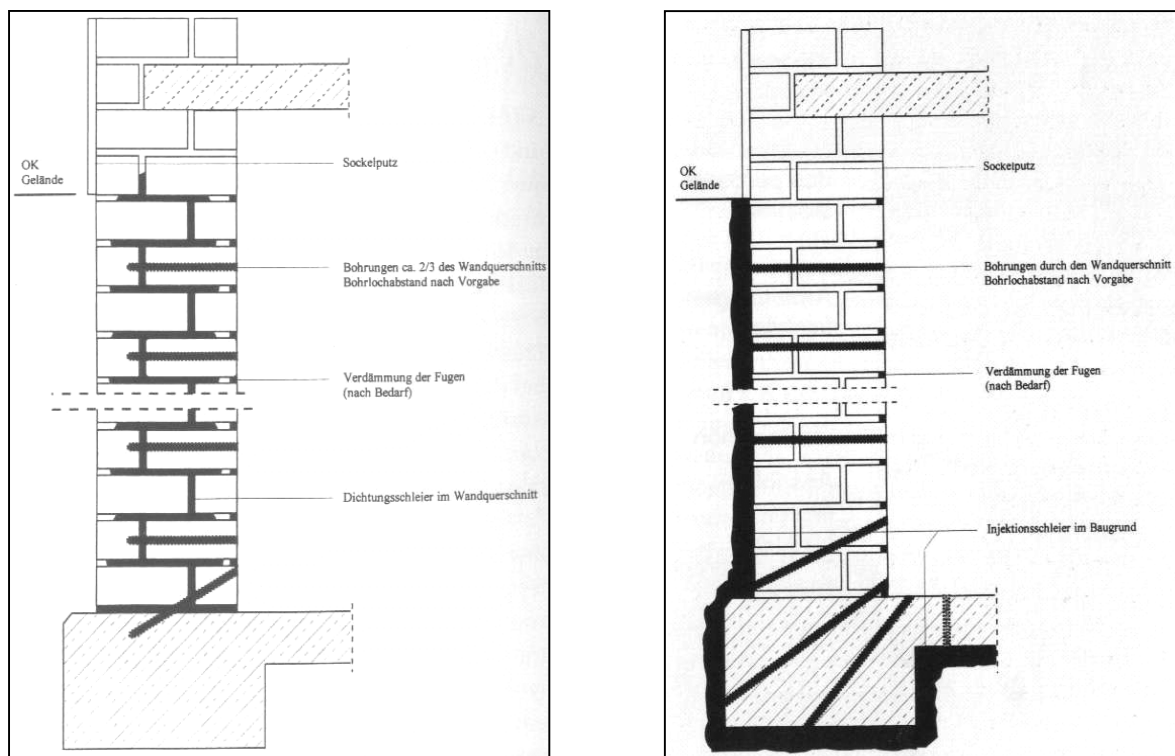 OK
Gelände
Sockelputz
Bohrungen ca. 2/3 des Wandquerschnitts
Bohrlochabstand nach Vorgabe
Verdämmung der Fugen
(nach Bedarf)
Dichtungsschleier im Wandquerschnitt
OK
Gelände
Sockelputz
Bohrungen durch den Wandquerschnitt
Bohrlochabstand nach Vorgabe
Verdämmung der Fugen
(nach Bedarf)
Injektionsschleier im Baugrund